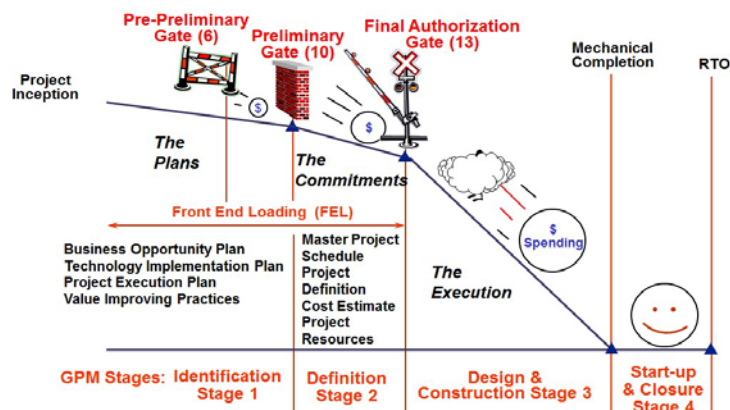 Pre-Preliminary
Gate (6)
Preliminary
Gate (10)
Final Authorization
Gate (13)
Mechanical
Completion
RTO
Project
Inception
$
$
The
Plans
The
Commitments
Front End Loading (FEL)
Business Opportunity Plan
Technology Implementation Plan
Project Execution Plan
Value Improving Practices
Master Project
Schedule
Project
Definition
Cost Estimate
Project
Resources
The
Execution
$
Spending
GPM Stages:
Identification
Stage 1
Definition
Stage 2
Design &
Construction Stage 3
Start-up
& Closure
Stage 4